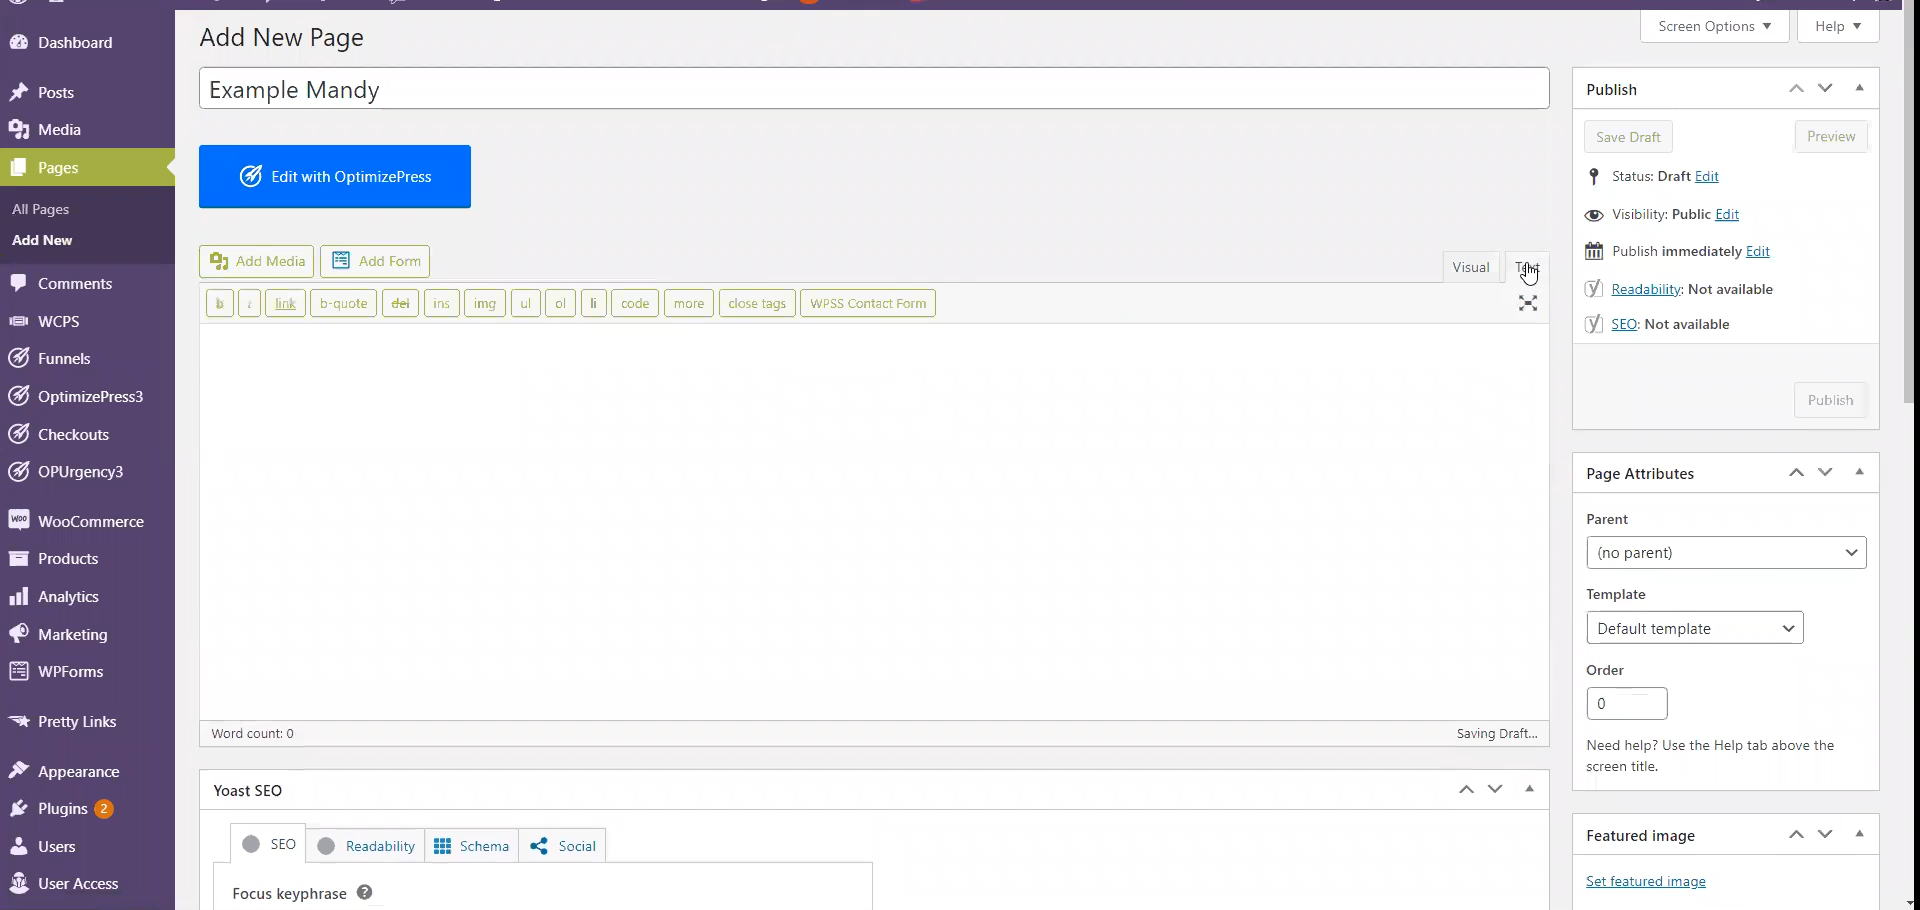 Dashboard
Posts
Media
Pages
All Pages
Add New
Comments
WCPS
Funnels
OptimizePress3
Checkouts
OPUrgency3
WooCommerce
Products
Analytics
Marketing
WPForms
Pretty Links
Appearance
Plugins 2
Users
User Access
Add New Page
Screen Options
Help
Example Mandy
Edit with OptimizePress
Add Media
Add Form
Visual
Text
b i link b-quote del ins img ul ol li code more close tags WPSS Contact Form
Word count: 0
Saving Draft...
Yoast SEO
SEO
Readability
Schema
Social
Focus keyphrase ?
Publish
Save Draft
Preview
Status: Draft Edit
Visibility: Public Edit
Publish immediately Edit
Readability: Not available
SEO: Not available
Publish
Page Attributes
Parent
(no parent)
Template
Default template
Order
0
Need help? Use the Help tab above the
screen title.
Featured image
Set featured image